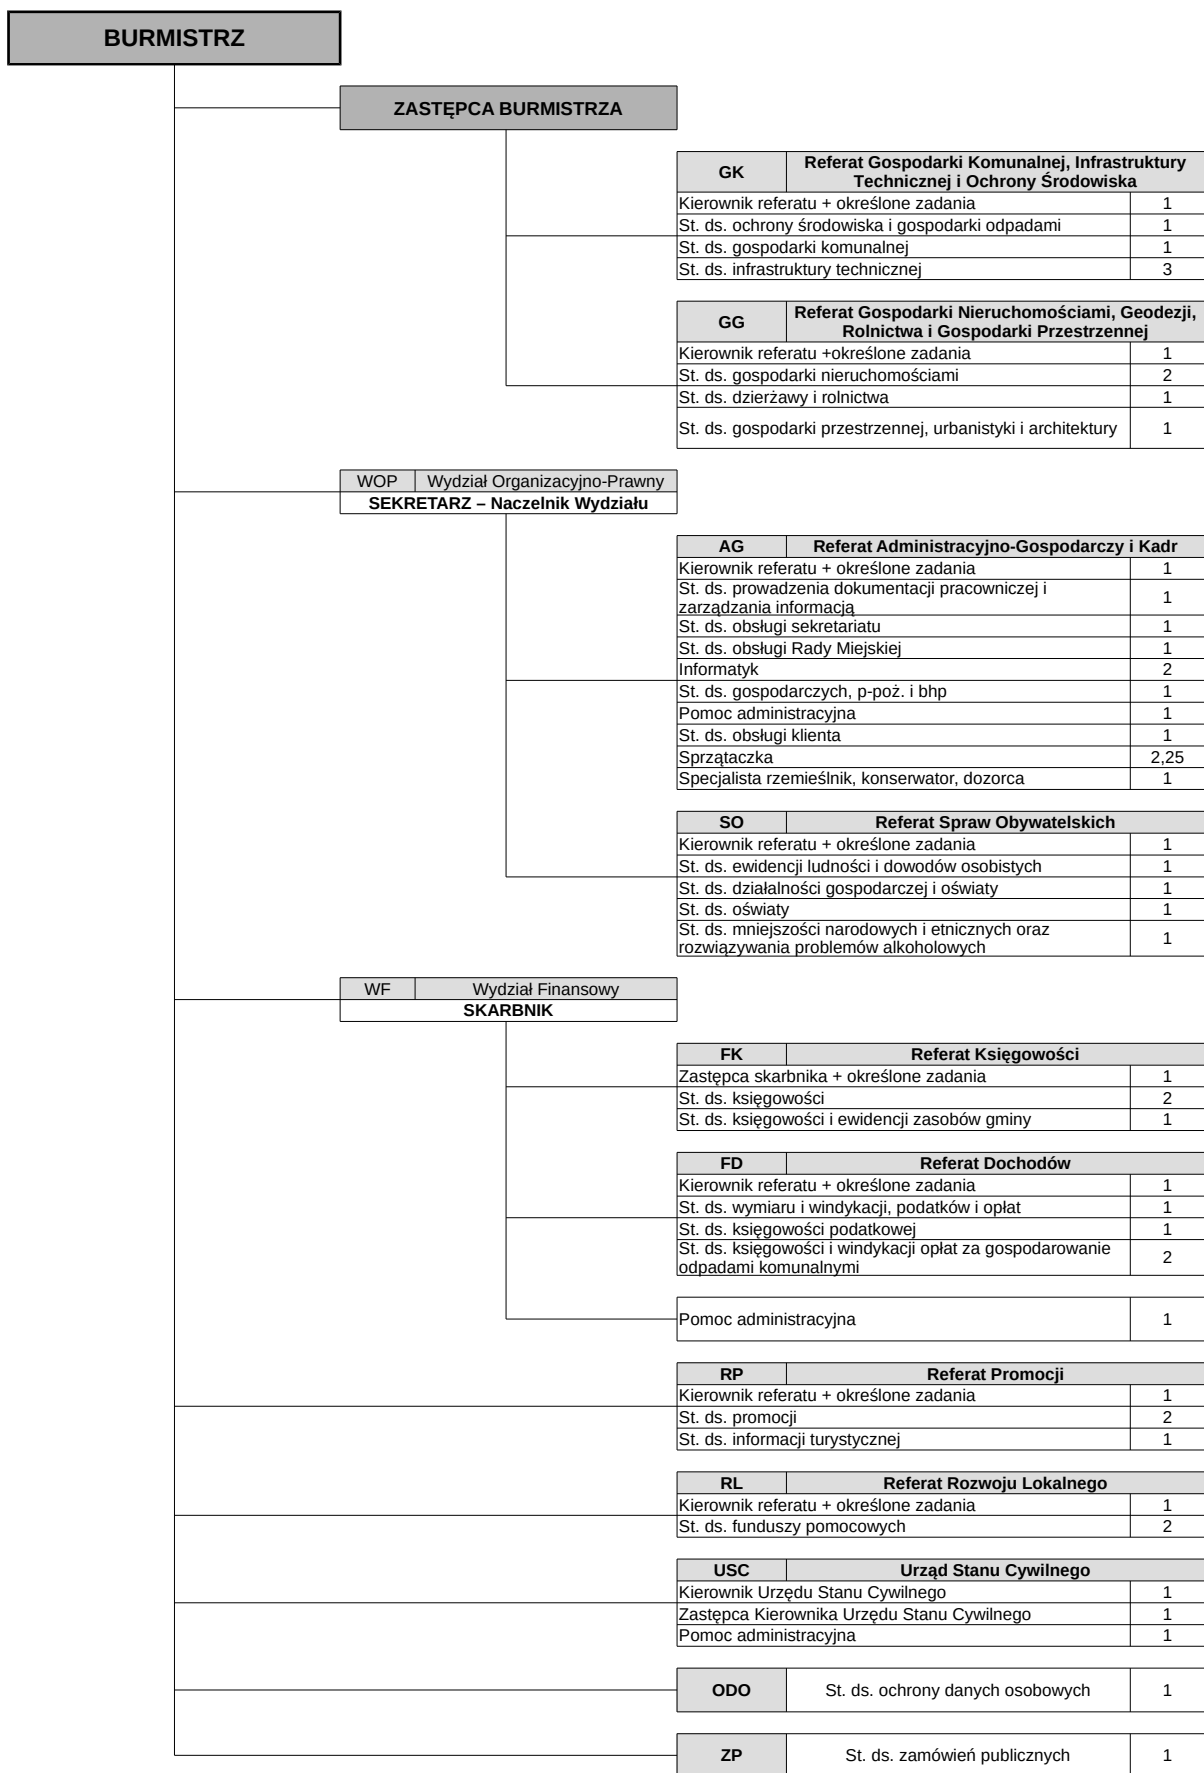 BURMISTRZ
ZASTĘPCA BURMISTRZA
GK Referat Gospodarki Komunalnej, Infrastruktury
Technicznej i Ochrony Środowiska
Kierownik referatu + określone zadania 1
St. ds. ochrony środowiska i gospodarki odpadami 1
St. ds. gospodarki komunalnej 1
St. ds. infrastruktury technicznej 3
GG Referat Gospodarki Nieruchomościami, Geodezji,
Rolnictwa i Gospodarki Przestrzennej
Kierownik referatu +określone zadania 1
St. ds. gospodarki nieruchomościami 2
St. ds. dzierżawy i rolnictwa 1
St. ds. gospodarki przestrzennej, urbanistyki i architektury 1
WOP Wydział Organizacyjno-Prawny
SEKRETARZ – Naczelnik Wydziału
AG Referat Administracyjno-Gospodarczy i Kadr
Kierownik referatu + określone zadania 1
St. ds. prowadzenia dokumentacji pracowniczej i
zarządzania informacją 1
St. ds. obsługi sekretariatu 1
St. ds. obsługi Rady Miejskiej 1
Informatyk 2
St. ds. gospodarczych, p-poż. i bhp 1
Pomoc administracyjna 1
St. ds. obsługi klienta 1
Sprzątaczka 2,25
Specjalista rzemieślnik, konserwator, dozorca 1
SO Referat Spraw Obywatelskich
Kierownik referatu + określone zadania 1
St. ds. ewidencji ludności i dowodów osobistych 1
St. ds. działalności gospodarczej i oświaty 1
St. ds. oświaty 1
St. ds. mniejszości narodowych i etnicznych oraz
rozwiązywania problemów alkoholowych 1
WF Wydział Finansowy
SKARBNIK
FK Referat Księgowości
Zastępca skarbnika + określone zadania 1
St. ds. księgowości 2
St. ds. księgowości i ewidencji zasobów gminy 1
FD Referat Dochodów
Kierownik referatu + określone zadania 1
St. ds. wymiaru i windykacji, podatków i opłat 1
St. ds. księgowości podatkowej 1
St. ds. księgowości i windykacji opłat za gospodarowanie
odpadami komunalnymi 2
Pomoc administracyjna 1
RP Referat Promocji
Kierownik referatu + określone zadania 1
St. ds. promocji 2
St. ds. informacji turystycznej 1
RL Referat Rozwoju Lokalnego
Kierownik referatu + określone zadania 1
St. ds. funduszy pomocowych 2
USC Urząd Stanu Cywilnego
Kierownik Urzędu Stanu Cywilnego 1
Zastępca Kierownika Urzędu Stanu Cywilnego 1
Pomoc administracyjna 1
ODO St. ds. ochrony danych osobowych 1
ZP St. ds. zamówień publicznych 1